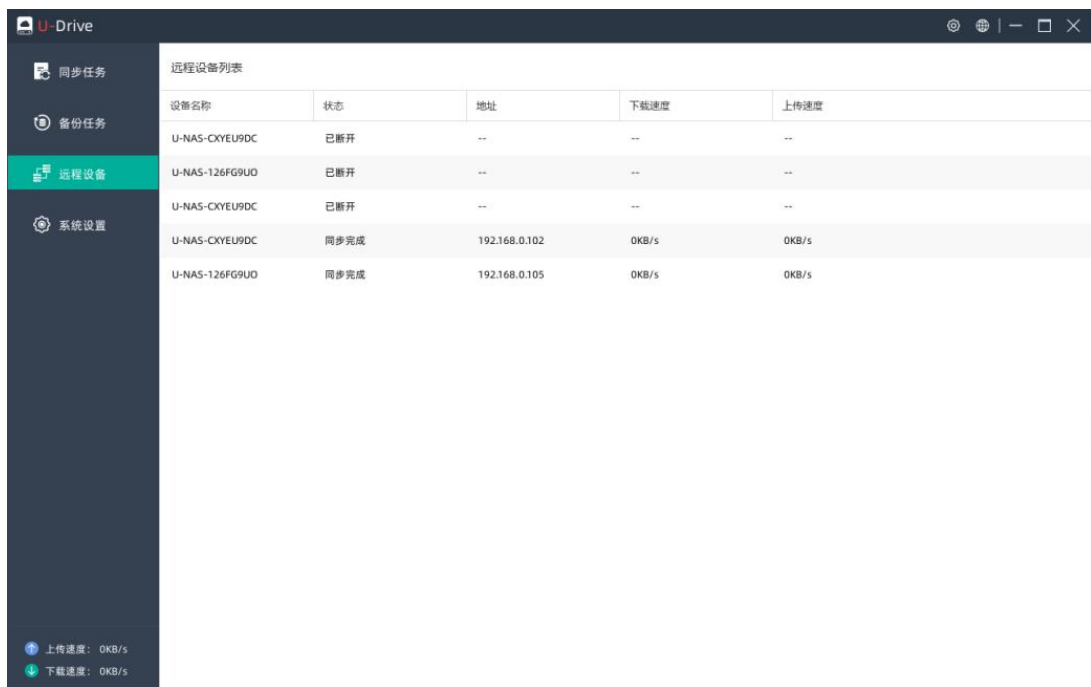 U-Drive
同步任务
备份任务
远程设备
系统设置
远程设备列表
设备名称 状态 地址 下载速度 上传速度
U-NAS-CXYEU9DC 已断开 -- -- --
U-NAS-126FG9UO 已断开 -- -- --
U-NAS-CXYEU9DC 已断开 -- -- --
U-NAS-CXYEU9DC 同步完成 192.168.0.102 0KB/s 0KB/s
U-NAS-126FG9UO 同步完成 192.168.0.105 0KB/s 0KB/s
上传速度： 0KB/s
下载速度： 0KB/s